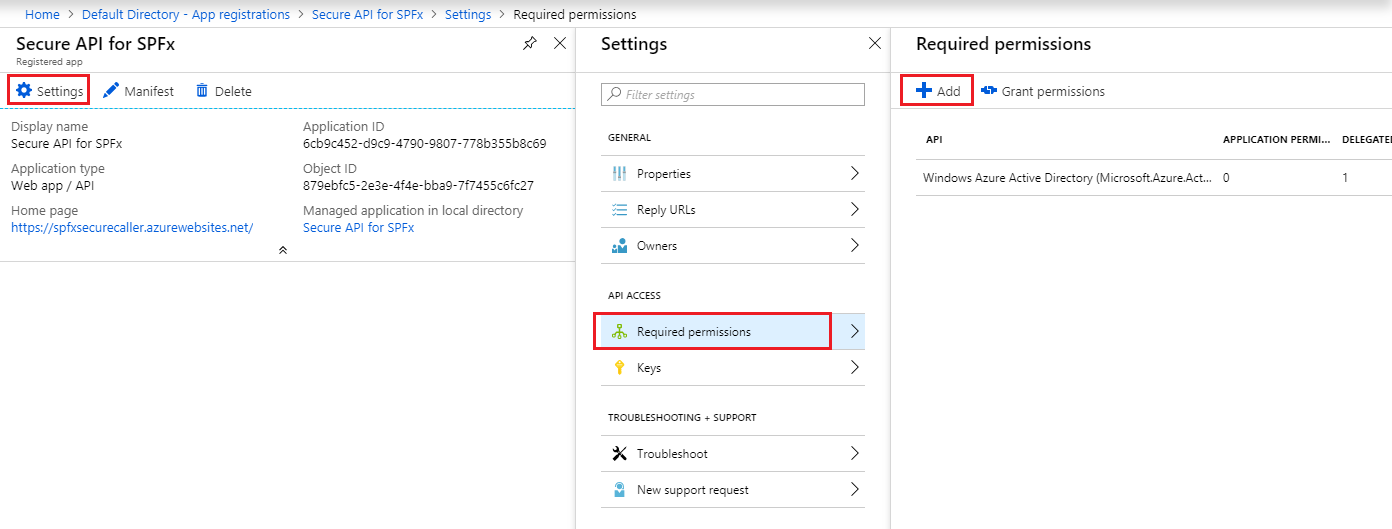 Home > Default Directory - App registrations > Secure API for SPFx > Settings > Required permissions
Secure API for SPFx
Registered app
Settings
Manifest
Delete
Display name
Secure API for SPFx
Application type
Web app / API
Home page
https://spfxsecurecaller.azurewebsites.net/
Application ID
6cb9c452-d9c9-4790-9807-778b355b8c69
Object ID
879ebfc5-2e3e-4f4e-bba9-7f7455c6fc27
Managed application in local directory
Secure API for SPFx
Settings
Filter settings
GENERAL
Properties
Reply URLs
Owners
API ACCESS
Required permissions
Keys
TROUBLESHOOTING + SUPPORT
Troubleshoot
New support request
Required permissions
Add
Grant permissions
API APPLICATION PERMI... DELEGATE
Windows Azure Active Directory (Microsoft.Azure.Act... 0 1